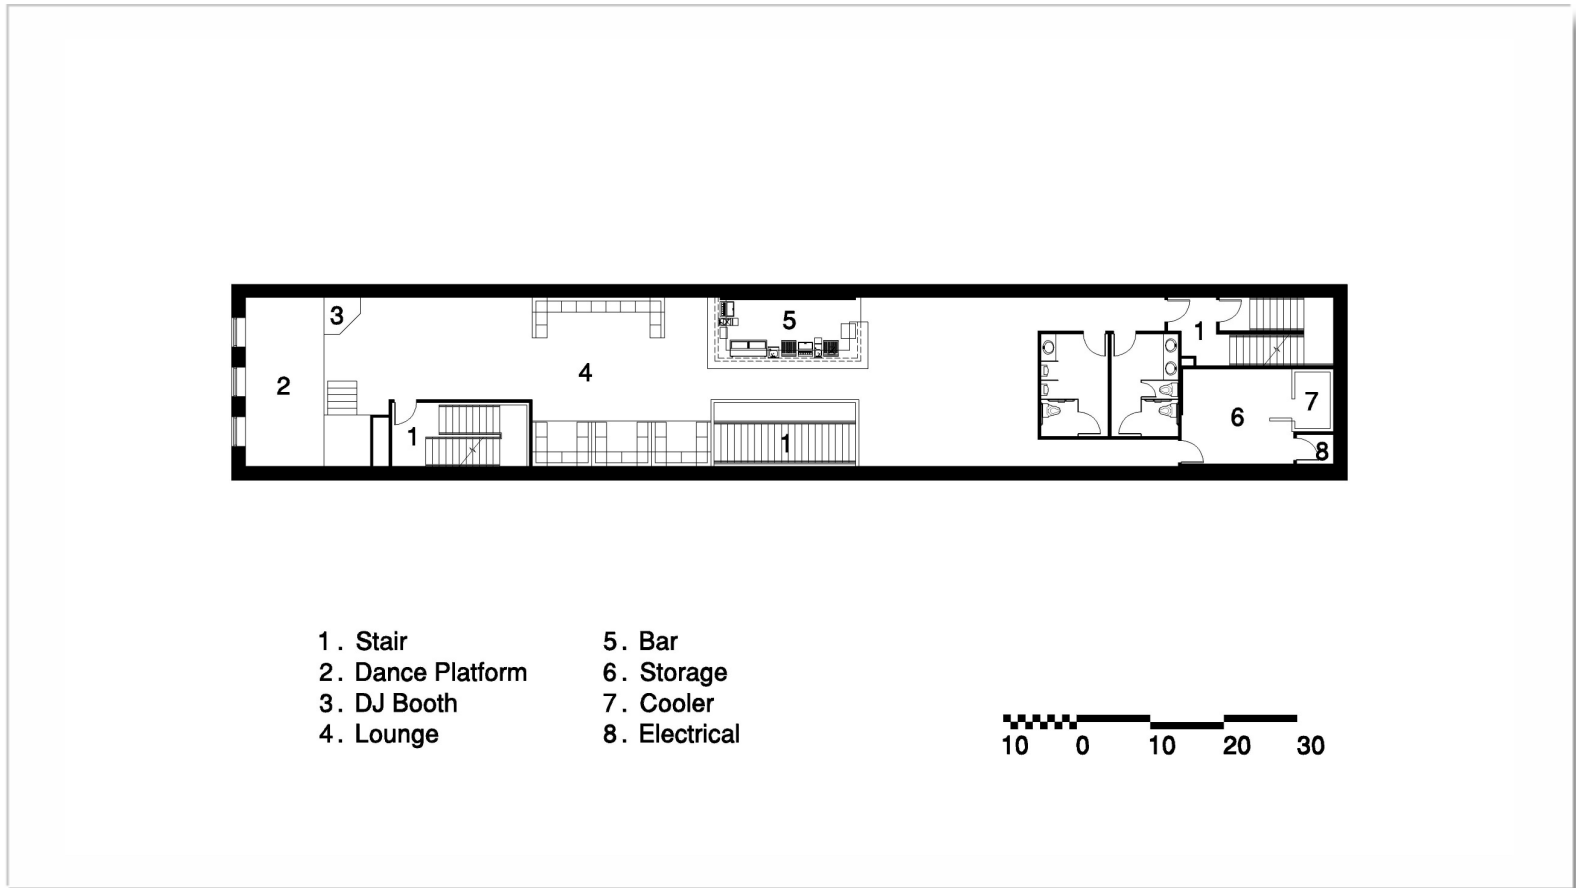 3
5
1
4
2
7
6
1
1
8
1. Stair
2. Dance Platform
3. DJ Booth
4. Lounge
5. Bar
6. Storage
7. Cooler
8. Electrical
10 0 10 20 30